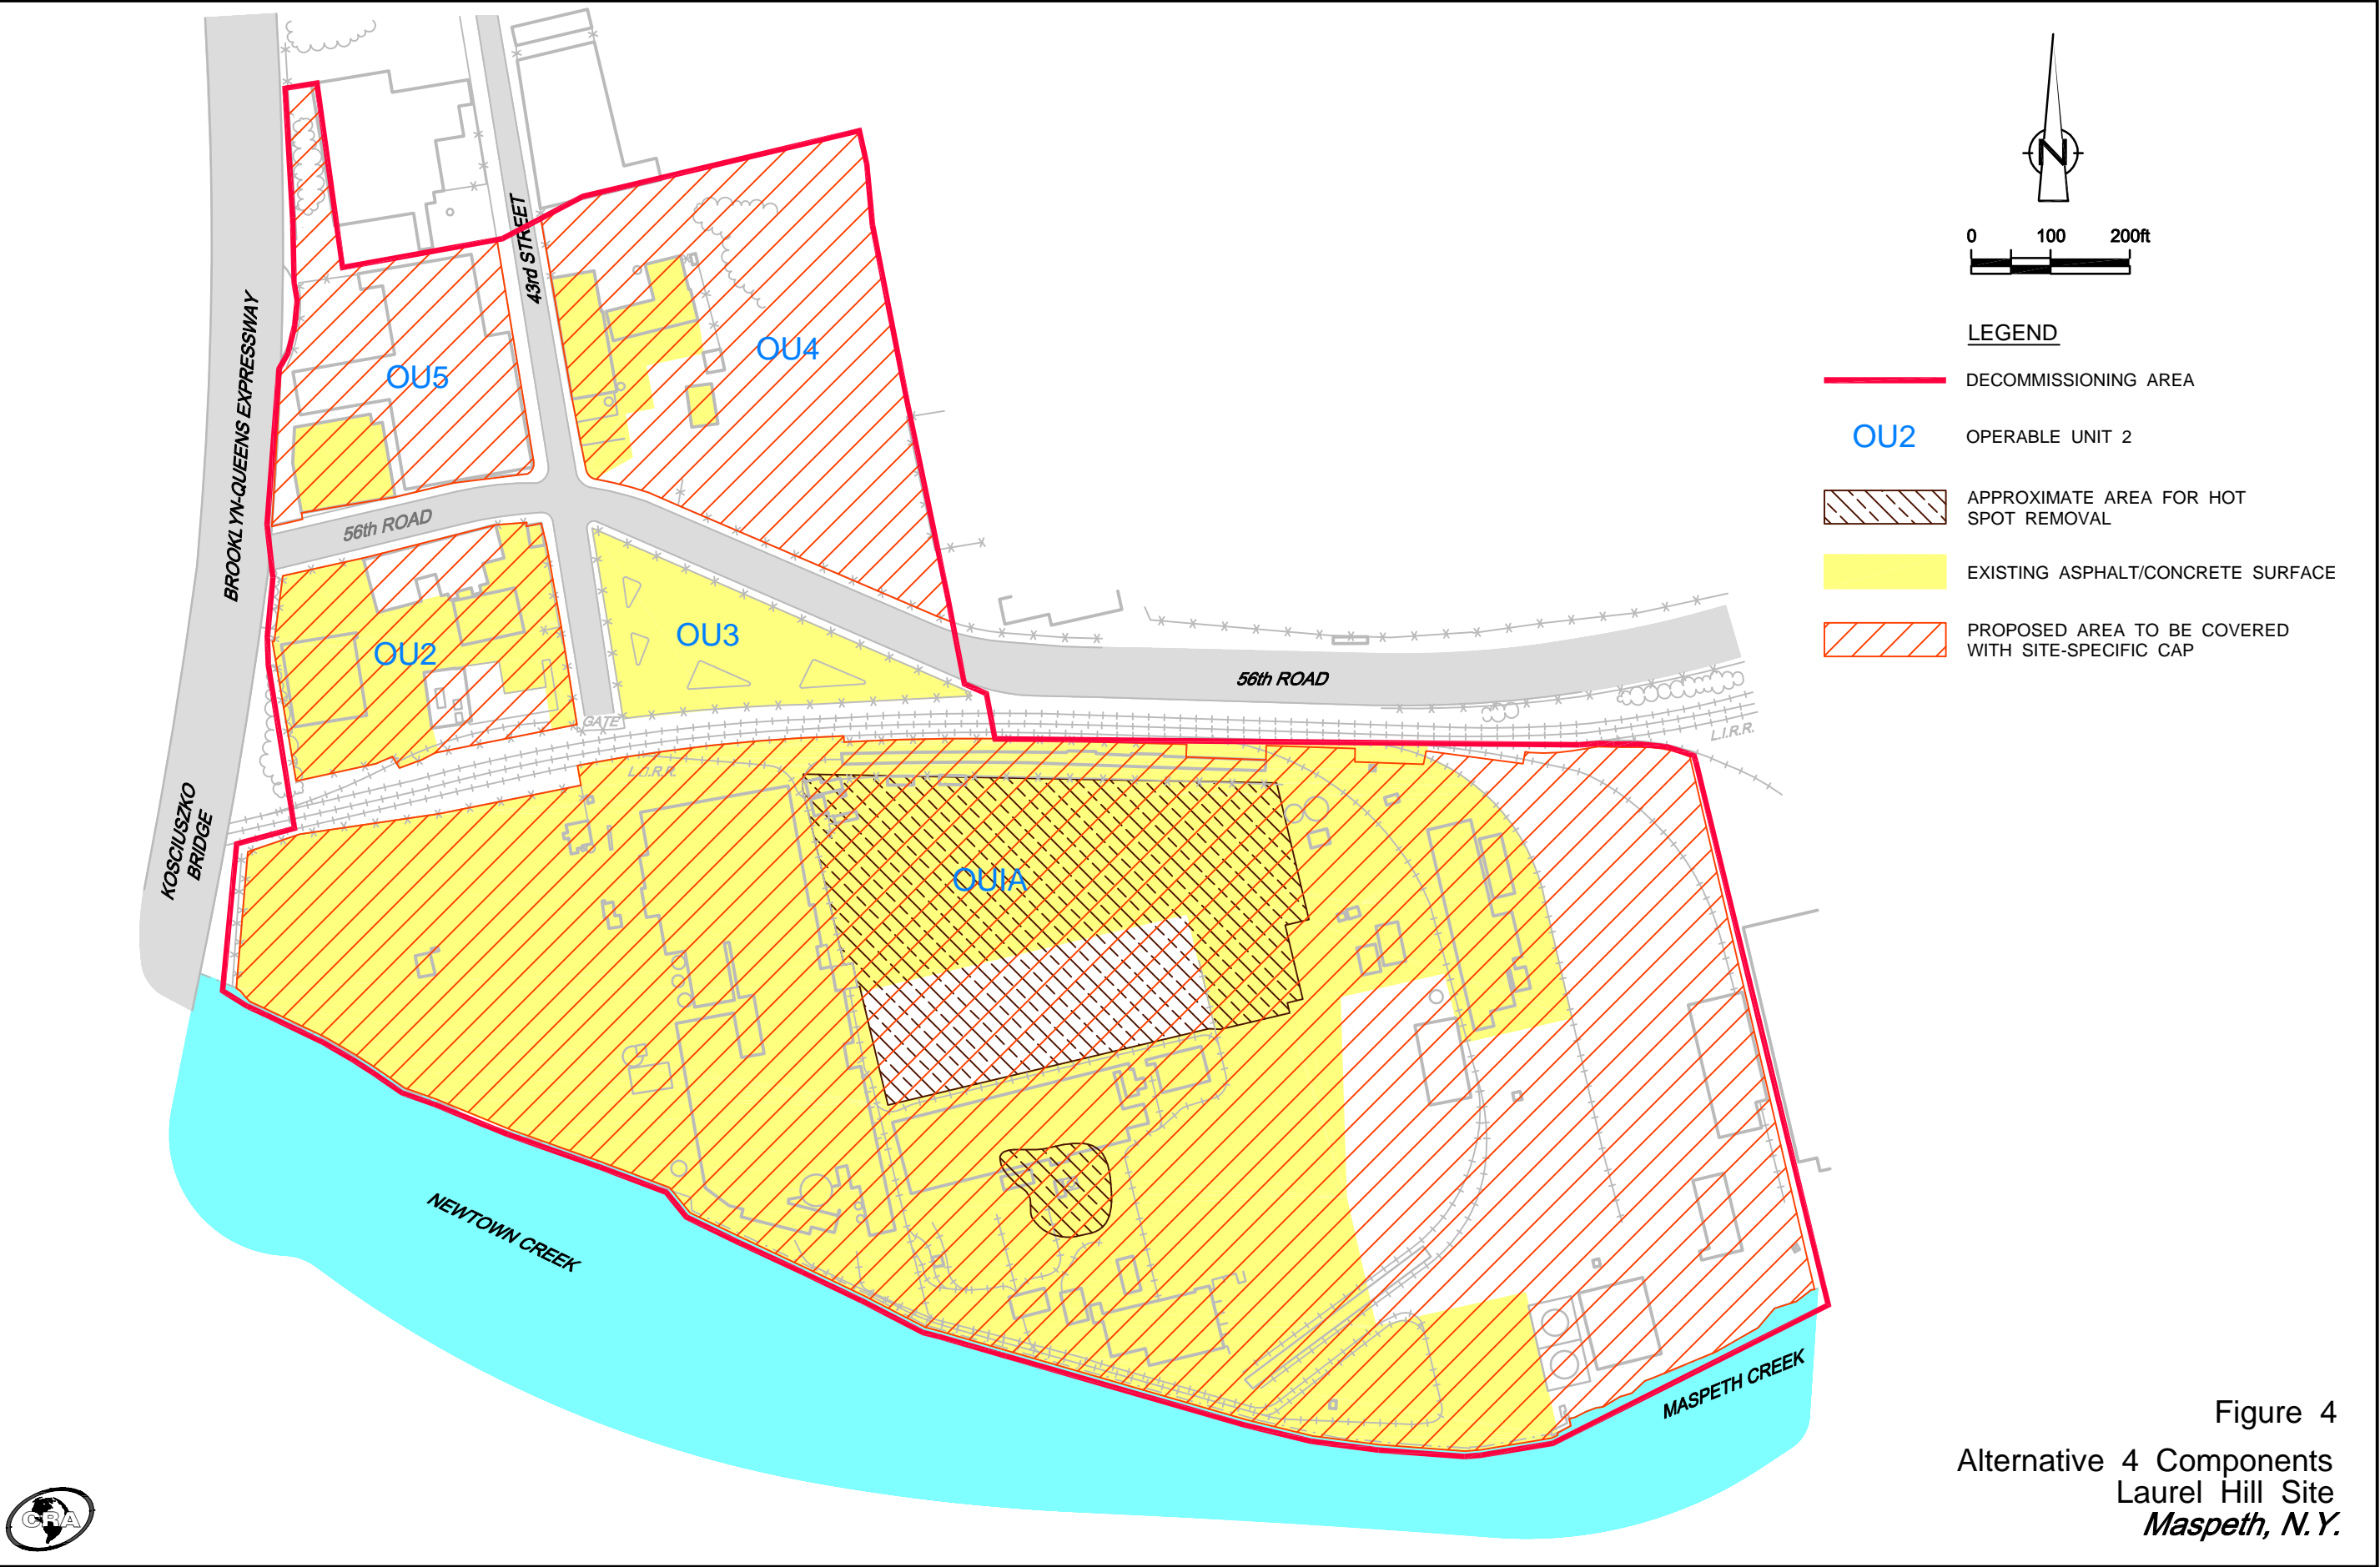 N
0 100 200ft
LEGEND
DECOMMISSIONING AREA
OU2 OPERABLE UNIT 2
APPROXIMATE AREA FOR HOT
SPOT REMOVAL
EXISTING ASPHALT/CONCRETE SURFACE
PROPOSED AREA TO BE COVERED
WITH SITE-SPECIFIC CAP
43rd STREET
BROOKLYN-QUEENS EXPRESSWAY
OU4
OU5
56th ROAD
OU2
OU3
56th ROAD
GATE
L.I.R.R.
L.I.R.R.
KOSCIUSZKO
BRIDGE
OU1A
NEWTOWN CREEK
MASPETH CREEK
Figure 4
Alternative 4 Components
Laurel Hill Site
Maspeth, N.Y.
CRA